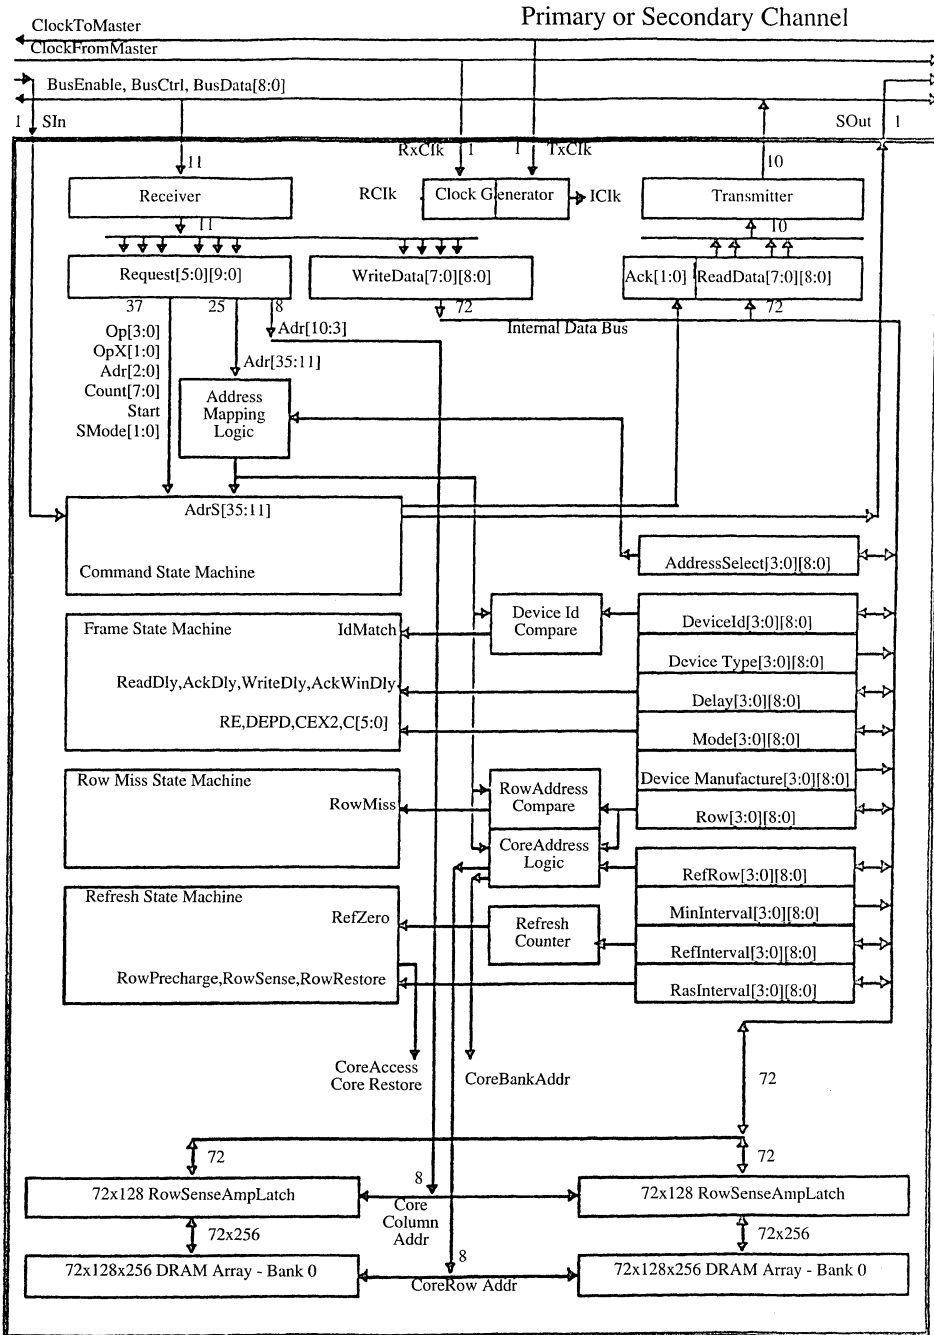 Primary or Secondary Channel
ClockToMaster
ClockFromMaster
BusEnable, BusCtrl, BusData[8:0]
1 SIn
SOut 1
RxClk 1
1 TxClk
11
10
Receiver
RClk
Clock Generator
IClk
Transmitter
11
10
Request[5:0][9:0]
WriteData[7:0][8:0]
Ack[1:0]
ReadData[7:0][8:0]
37
25
8
72
72
Internal Data Bus
Adr[10:3]
Op[3:0]
OpX[1:0]
Adr[2:0]
Count[7:0]
Start
SMode[1:0]
Adr[35:11]
Address
Mapping
Logic
AdrS[35:11]
Command State Machine
AddressSelect[3:0][8:0]
Frame State Machine
IdMatch
Device Id
Compare
DeviceId[3:0][8:0]
Device Type[3:0][8:0]
ReadDly,AckDly,WriteDly,AckWinDly
Delay[3:0][8:0]
RE,DEPD,CEX2,C[5:0]
Mode[3:0][8:0]
Device Manufacture[3:0][8:0]
Row Miss State Machine
RowMiss
RowAddress
Compare
Row[3:0][8:0]
CoreAddress
Logic
RefRow[3:0][8:0]
Refresh State Machine
RefZero
Refresh
Counter
MinInterval[3:0][8:0]
RefInterval[3:0][8:0]
RowPrecharge,RowSense,RowRestore
RasInterval[3:0][8:0]
CoreAccess
Core Restore
CoreBankAddr
72
72
72
72x128 RowSenseAmpLatch
8
Core
Column
Addr
72x128 RowSenseAmpLatch
72x256
72x256
8
72x128x256 DRAM Array - Bank 0
CoreRow Addr
72x128x256 DRAM Array - Bank 0